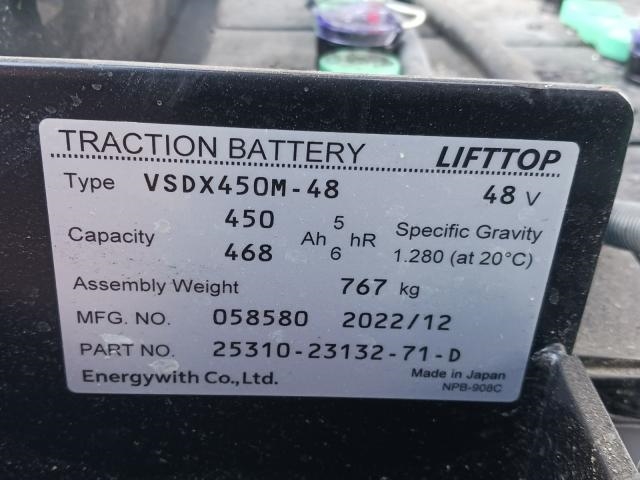 TRACTION BATTERY LIFTTOP
Type VSDX450M-48 48 V
Capacity 450 Ah 5 hR Specific Gravity
468 6 1.280 (at 20°C)
Assembly Weight 767 kg
MFG. NO. 058580 2022/12
PART NO. 25310-23132-71-D
Energywith Co.,Ltd. Made in Japan
NPB-908C